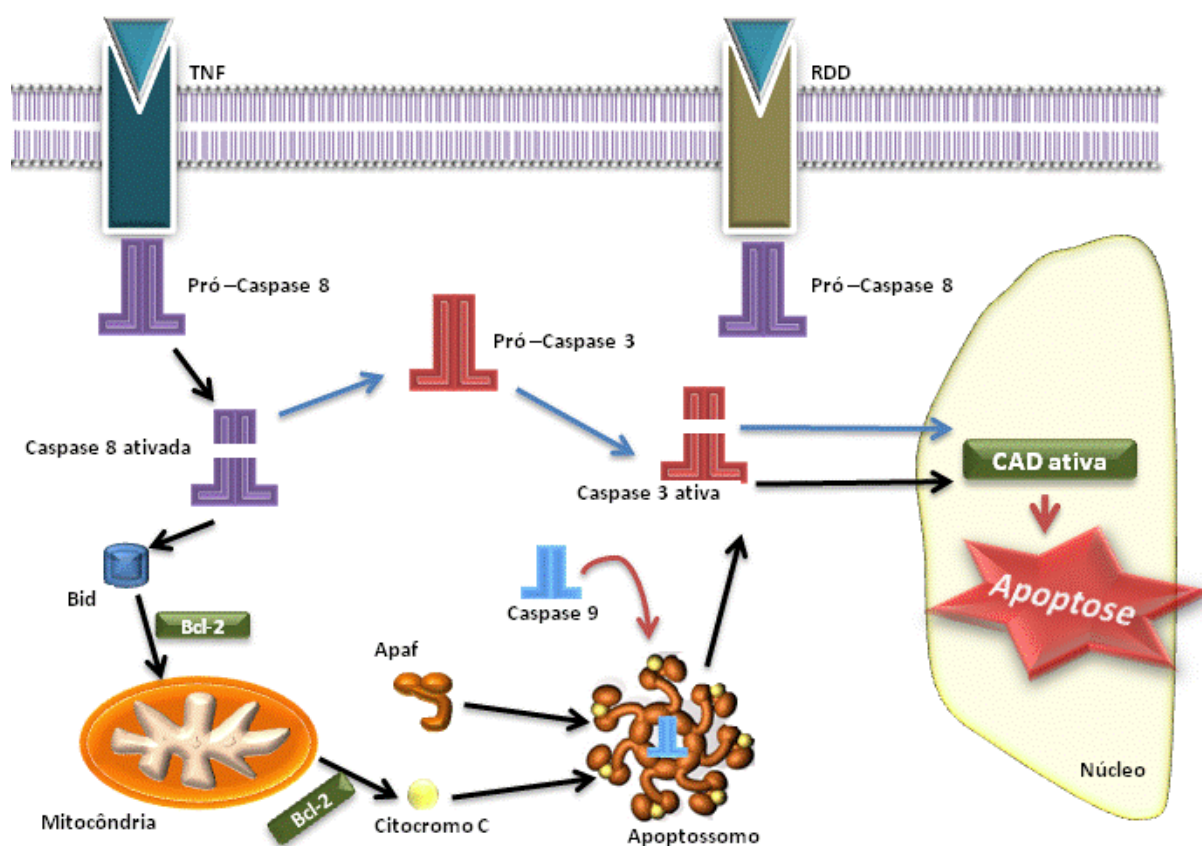 TNF
RDD
Pró–Caspase 8
Pró–Caspase 8
Pró–Caspase 3
Caspase 8 ativada
CAD ativa
Caspase 3 ativa
Bid
Caspase 9
Apoptose
Bcl-2
Apaf
Núcleo
Mitocôndria
Bcl-2
Citocromo C
Apoptossomo